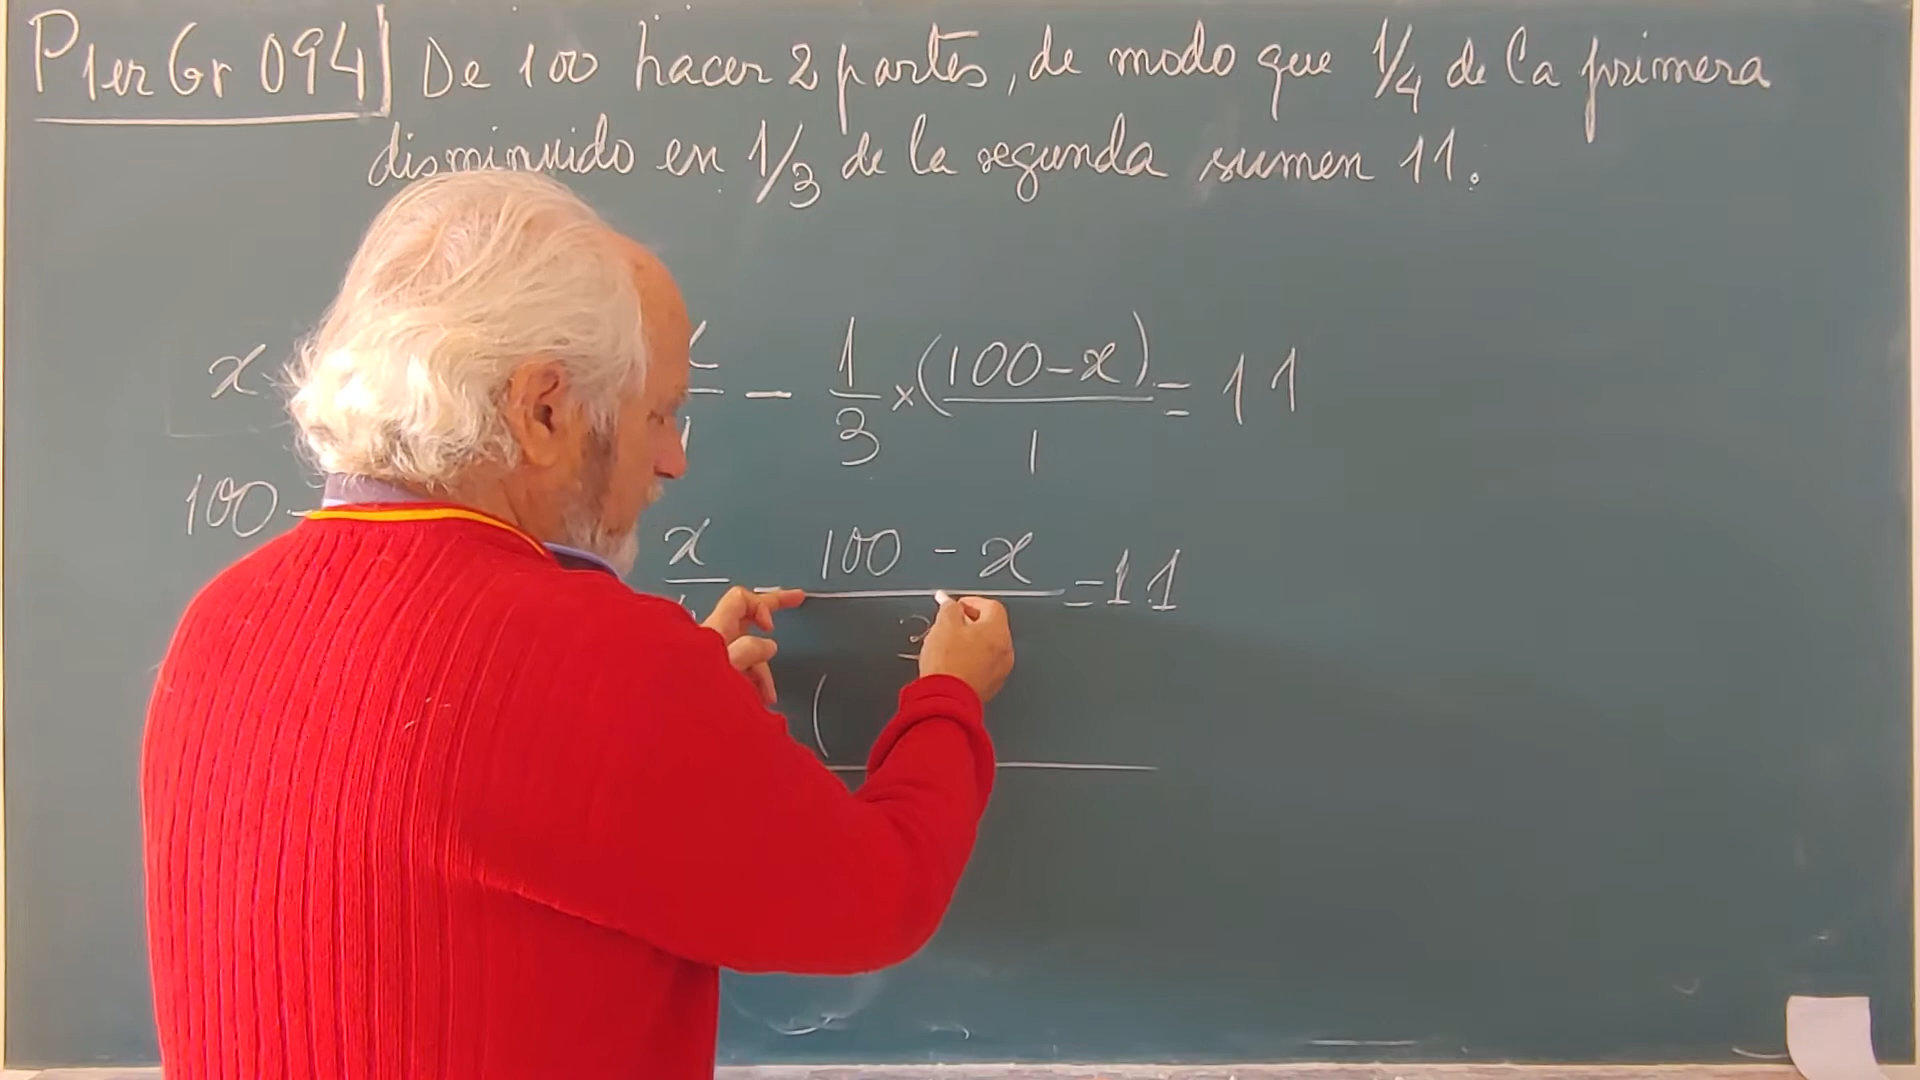 P 1er Gr 094] De 100 hacer 2 partes, de modo que 1/4 de la primera
disminuido en 1/3 de la segunda sumen 11.
x
− 1/3 × (100−x)/1 = 11
100 −
x
− (100 − x)/3 = 11
(